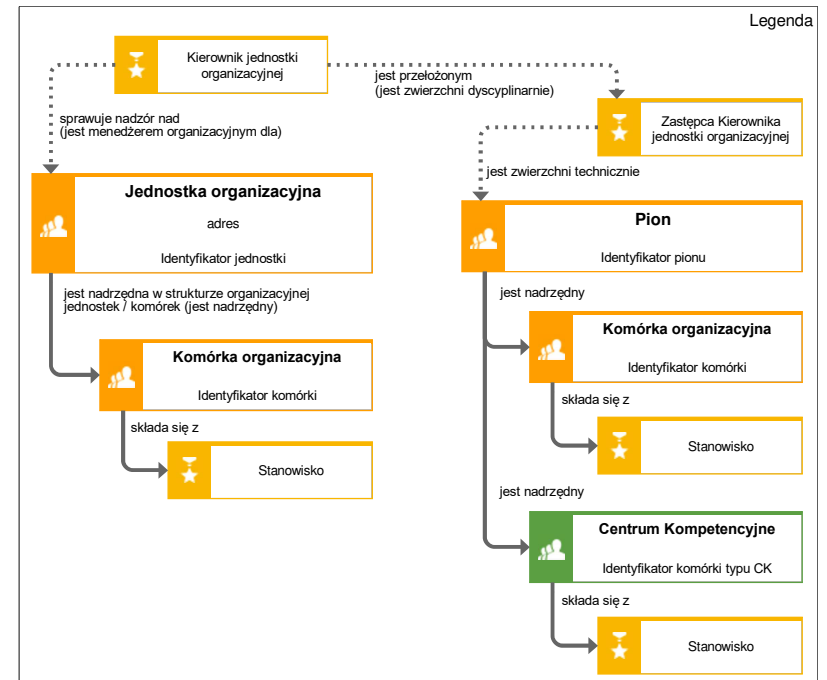 Legenda
Kierownik jednostki
organizacyjnej
jest przełożonym
(jest zwierzchni dyscyplinarnie)
sprawuje nadzór nad
(jest menedżerem organizacyjnym dla)
Zastępca Kierownika
jednostki organizacyjnej
jest zwierzchni technicznie
Jednostka organizacyjna
adres
Identyfikator jednostki
Pion
Identyfikator pionu
jest nadrzędna w strukturze organizacyjnej
jednostek / komórek (jest nadrzędny)
jest nadrzędny
Komórka organizacyjna
Identyfikator komórki
Komórka organizacyjna
Identyfikator komórki
składa się z
składa się z
Stanowisko
Stanowisko
jest nadrzędny
Centrum Kompetencyjne
Identyfikator komórki typu CK
składa się z
Stanowisko